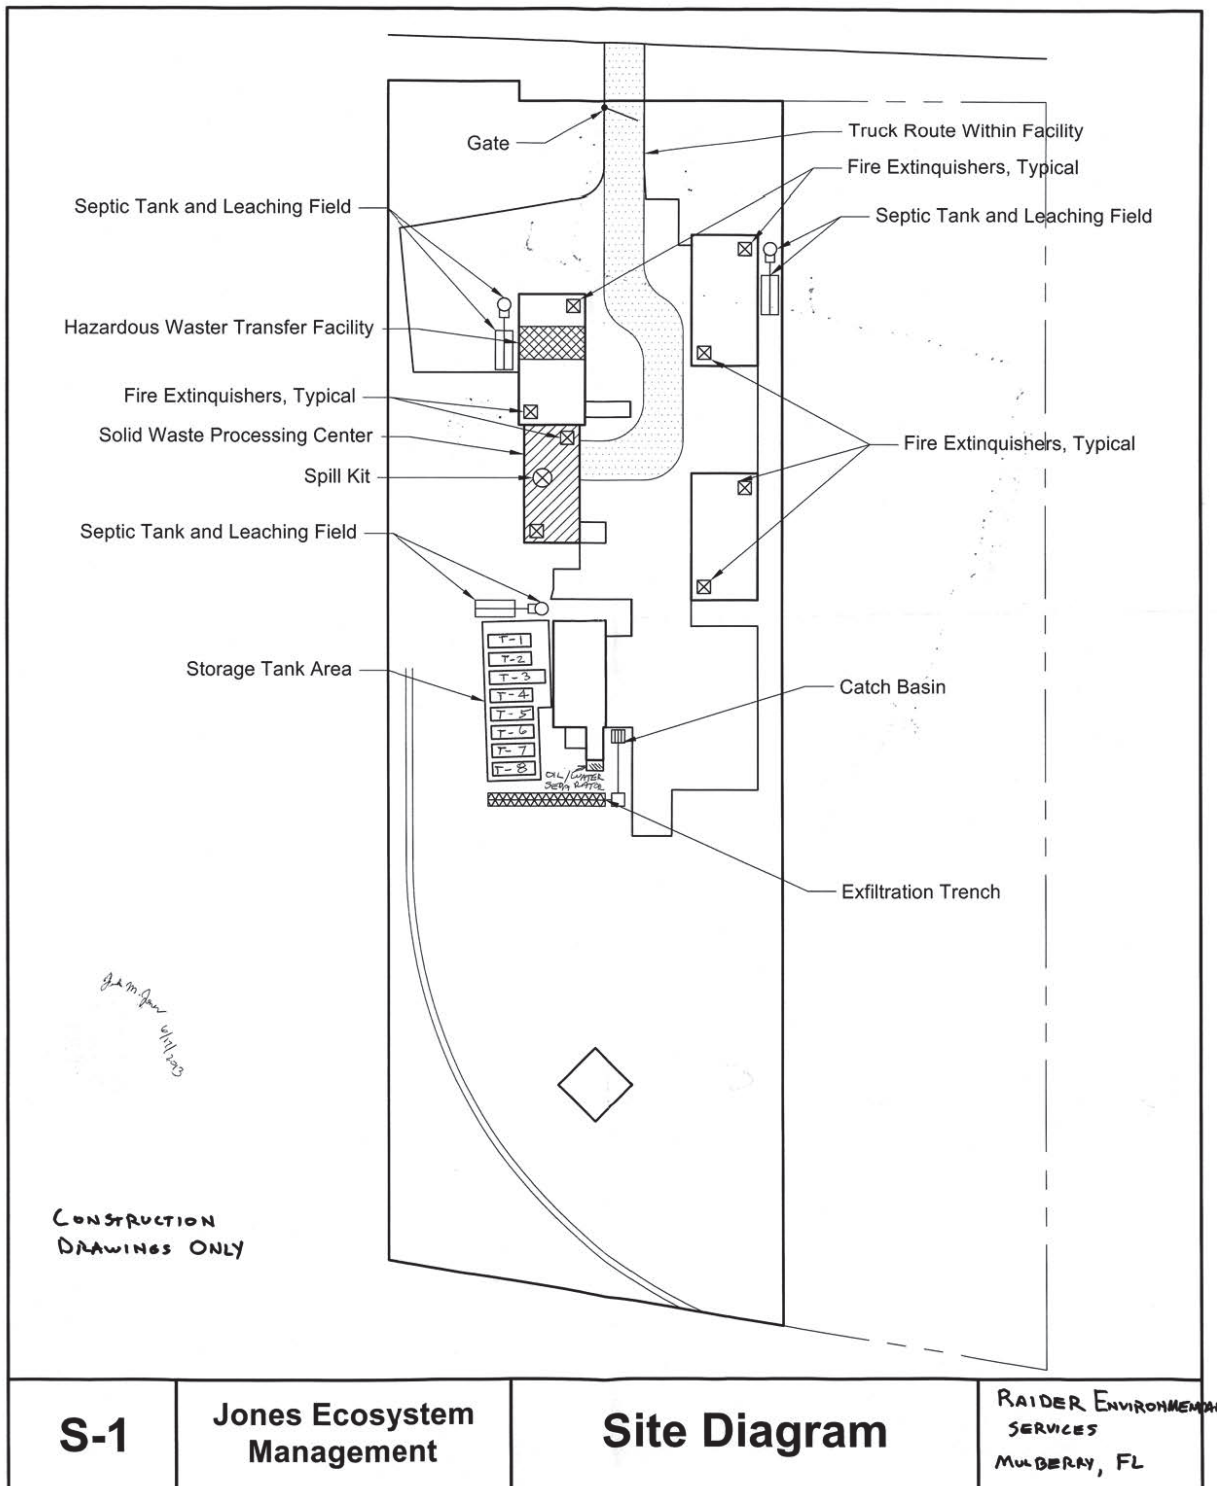 Gate
Truck Route Within Facility
Fire Extinquishers, Typical
Septic Tank and Leaching Field
Septic Tank and Leaching Field
Hazardous Waster Transfer Facility
Fire Extinquishers, Typical
Solid Waste Processing Center
Fire Extinquishers, Typical
Spill Kit
Septic Tank and Leaching Field
T-1
T-2
T-3
T-4
T-5
T-6
T-7
T-8
Storage Tank Area
Catch Basin
OIL/WATER
SEPARATOR
Exfiltration Trench
CONSTRUCTION
DRAWINGS ONLY
S-1
Jones Ecosystem
Management
Site Diagram
RAIDER ENVIRONMENTAL
SERVICES
MULBERRY, FL